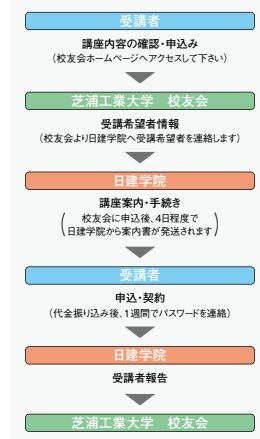 受講者
講座内容の確認・申込み
(校友会ホームページへアクセスして下さい)
芝浦工業大学　校友会
受講希望者情報
(校友会より日建学院へ受講希望者を連絡します)
日建学院
講座案内・手続き
(校友会に申込後、4日程度で
日建学院から案内書が発送されます)
受講者
申込・契約
(代金振り込み後、1週間でパスワードを連絡)
日建学院
受講者報告
芝浦工業大学　校友会